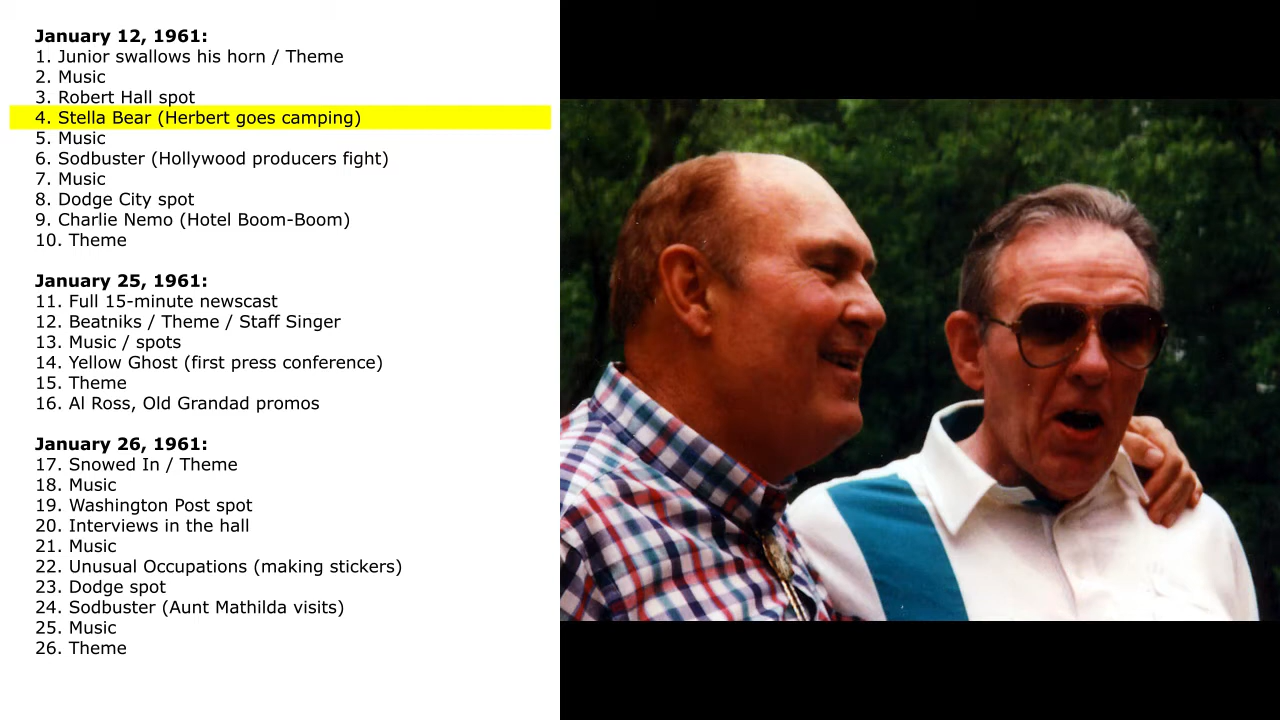 January 12, 1961:
1. Junior swallows his horn / Theme
2. Music
3. Robert Hall spot
4. Stella Bear (Herbert goes camping)
5. Music
6. Sodbuster (Hollywood producers fight)
7. Music
8. Dodge City spot
9. Charlie Nemo (Hotel Boom-Boom)
10. Theme
January 25, 1961:
11. Full 15-minute newscast
12. Beatniks / Theme / Staff Singer
13. Music / spots
14. Yellow Ghost (first press conference)
15. Theme
16. Al Ross, Old Grandad promos
January 26, 1961:
17. Snowed In / Theme
18. Music
19. Washington Post spot
20. Interviews in the hall
21. Music
22. Unusual Occupations (making stickers)
23. Dodge spot
24. Sodbuster (Aunt Mathilda visits)
25. Music
26. Theme